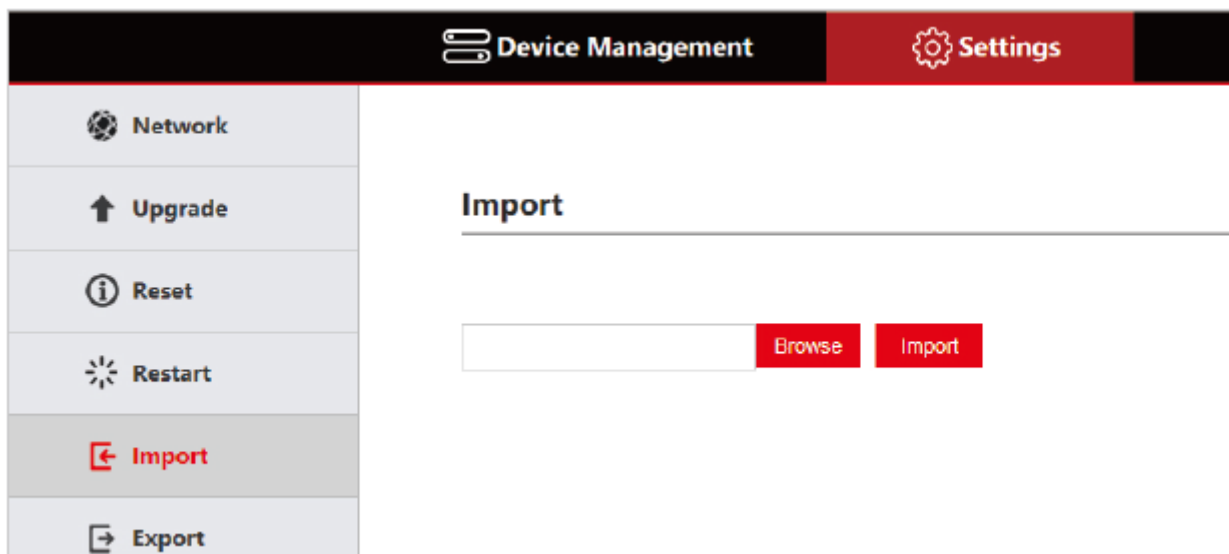 Device Management
Settings
Network
Upgrade
Reset
Restart
Import
Export
Import
Browse
Import